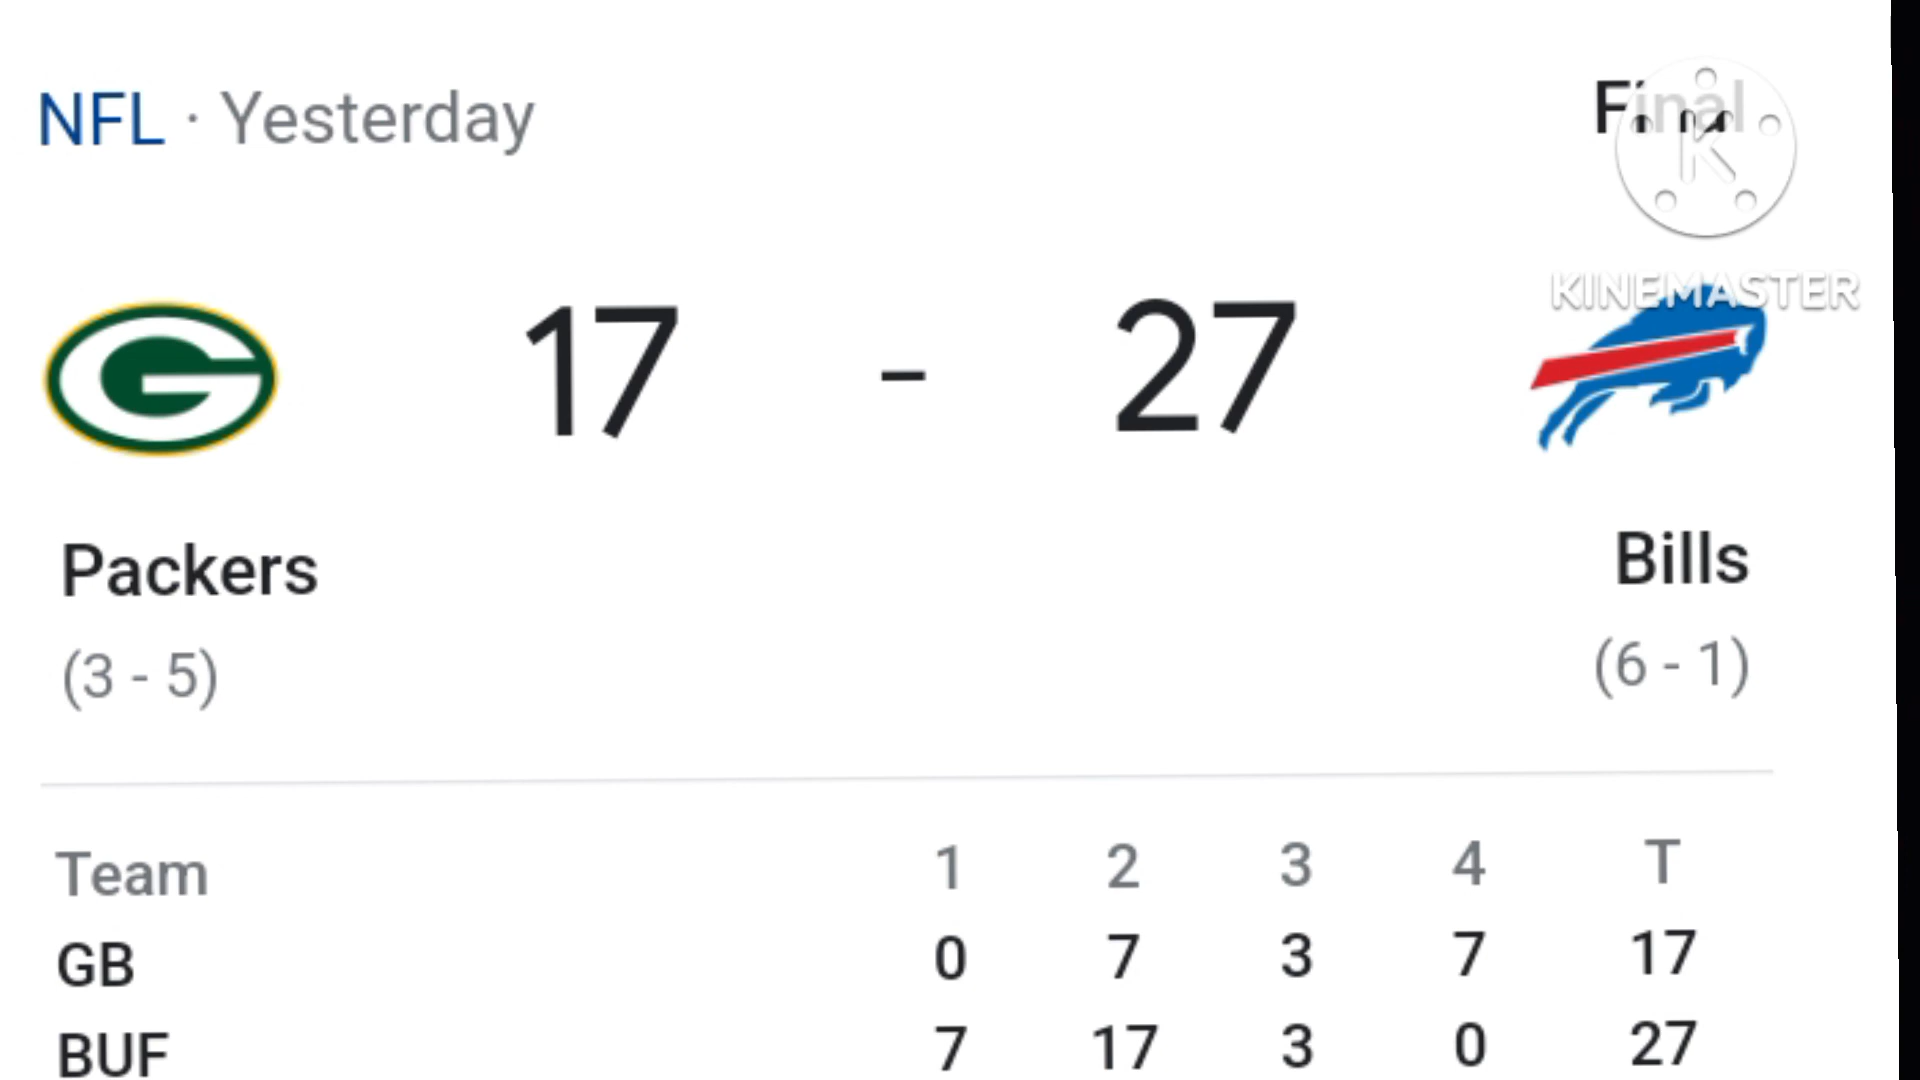 NFL · Yesterday
Final
K
KINEMASTER
G
17 - 27
Packers
Bills
(3 - 5)
(6 - 1)
Team 1 2 3 4 T
GB 0 7 3 7 17
BUF 7 17 3 0 27